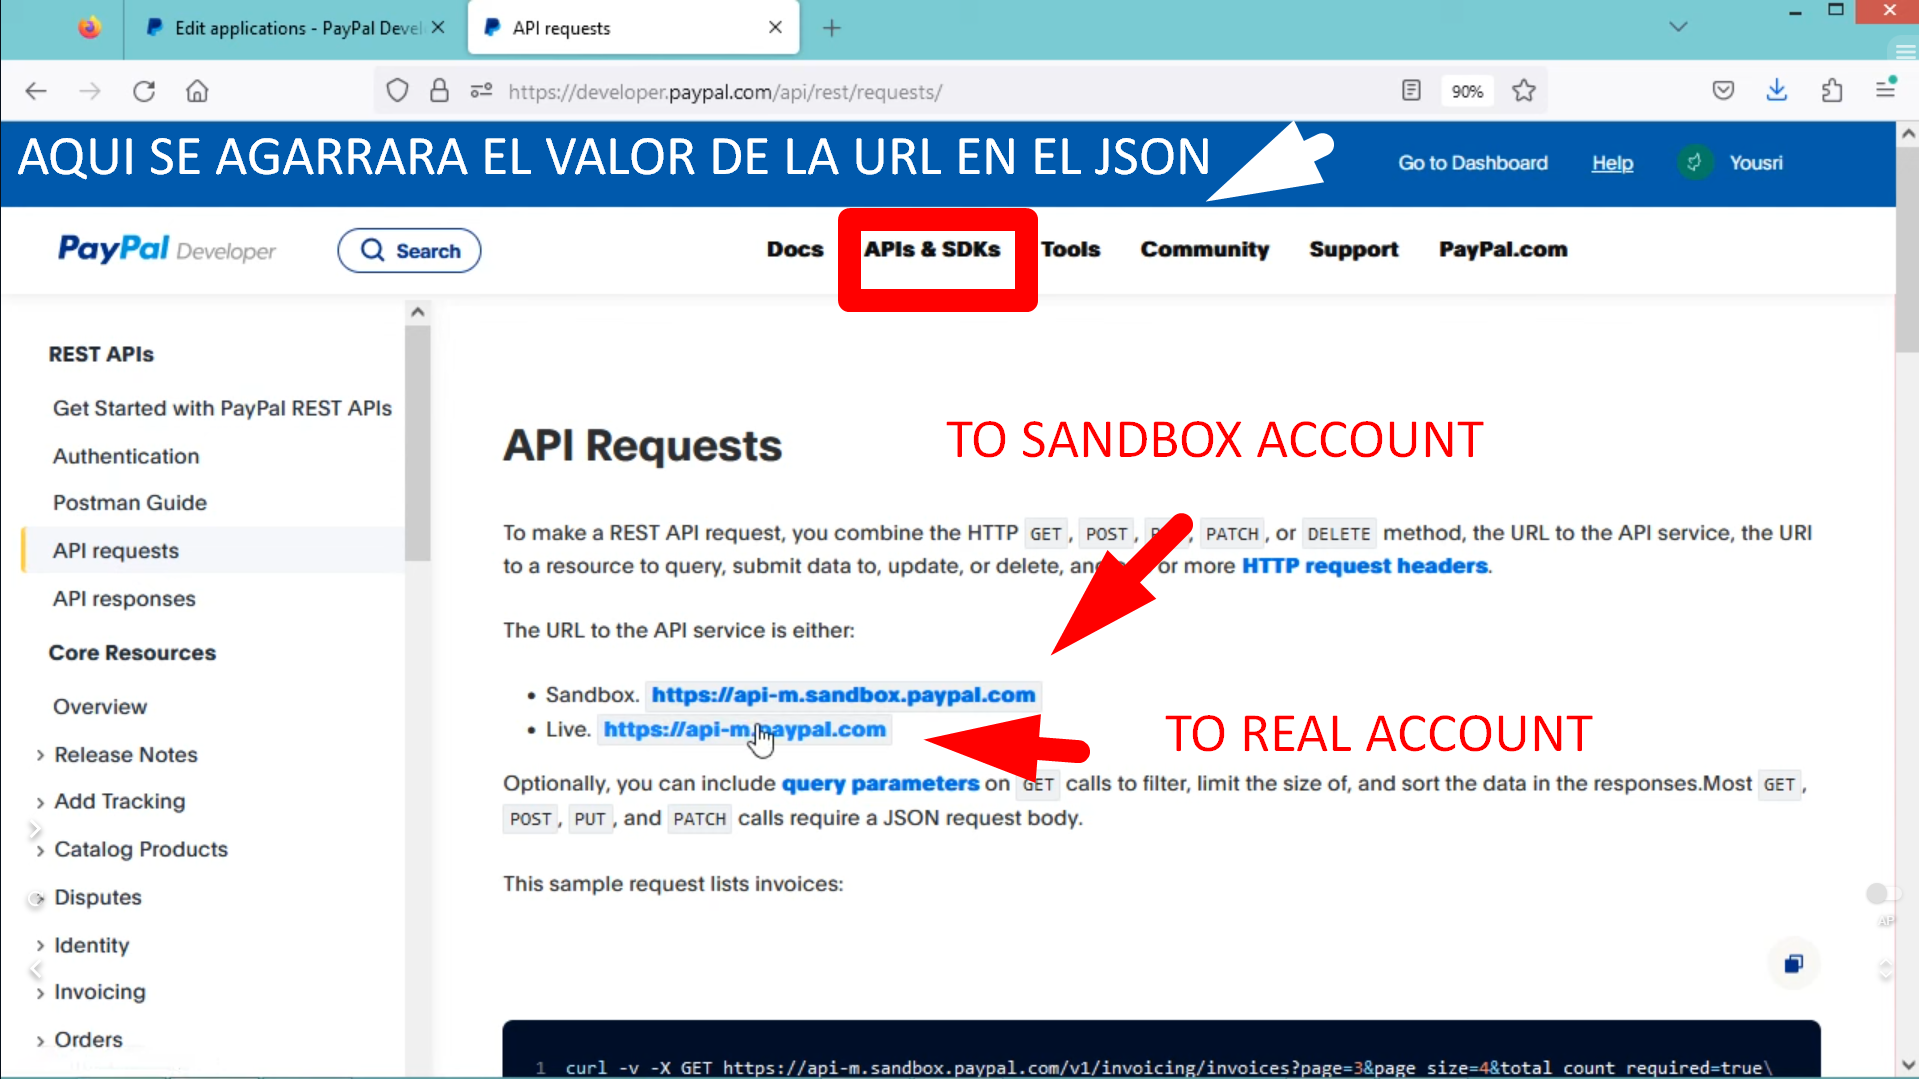 Edit applications - PayPal Devel
API requests
https://developer.paypal.com/api/rest/requests/
90%
AQUI SE AGARRARA EL VALOR DE LA URL EN EL JSON
Go to Dashboard
Help
Yousri
PayPal Developer
Search
Docs
APIs & SDKs
Tools
Community
Support
PayPal.com
REST APIs
Get Started with PayPal REST APIs
Authentication
Postman Guide
API requests
API responses
Core Resources
Overview
Release Notes
Add Tracking
Catalog Products
Disputes
Identity
Invoicing
Orders
API Requests
TO SANDBOX ACCOUNT
To make a REST API request, you combine the HTTP GET, POST, , PATCH, or DELETE method, the URL to the API service, the URI
to a resource to query, submit data to, update, or delete, and or more HTTP request headers.
The URL to the API service is either:
• Sandbox. https://api-m.sandbox.paypal.com
• Live. https://api-m.paypal.com
TO REAL ACCOUNT
Optionally, you can include query parameters on GET calls to filter, limit the size of, and sort the data in the responses.Most GET,
POST, PUT, and PATCH calls require a JSON request body.
This sample request lists invoices:
1 curl -v -X GET https://api-m.sandbox.paypal.com/v1/invoicing/invoices?page=3&page_size=4&total_count_required=true\